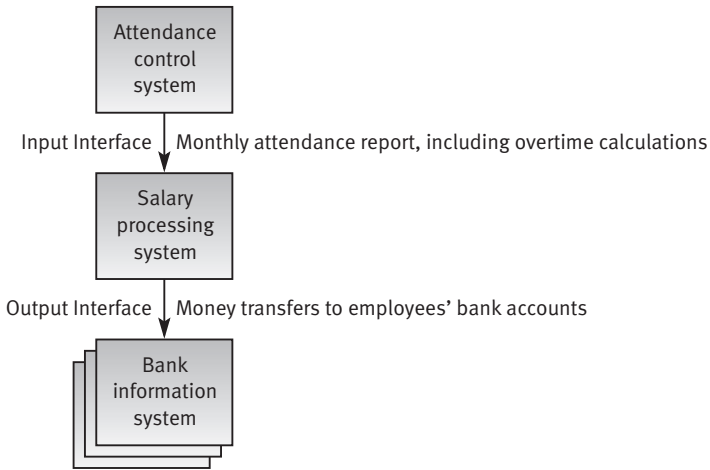 Attendance
control
system
Input Interface
Monthly attendance report, including overtime calculations
Salary
processing
system
Output Interface
Money transfers to employees’ bank accounts
Bank
information
system